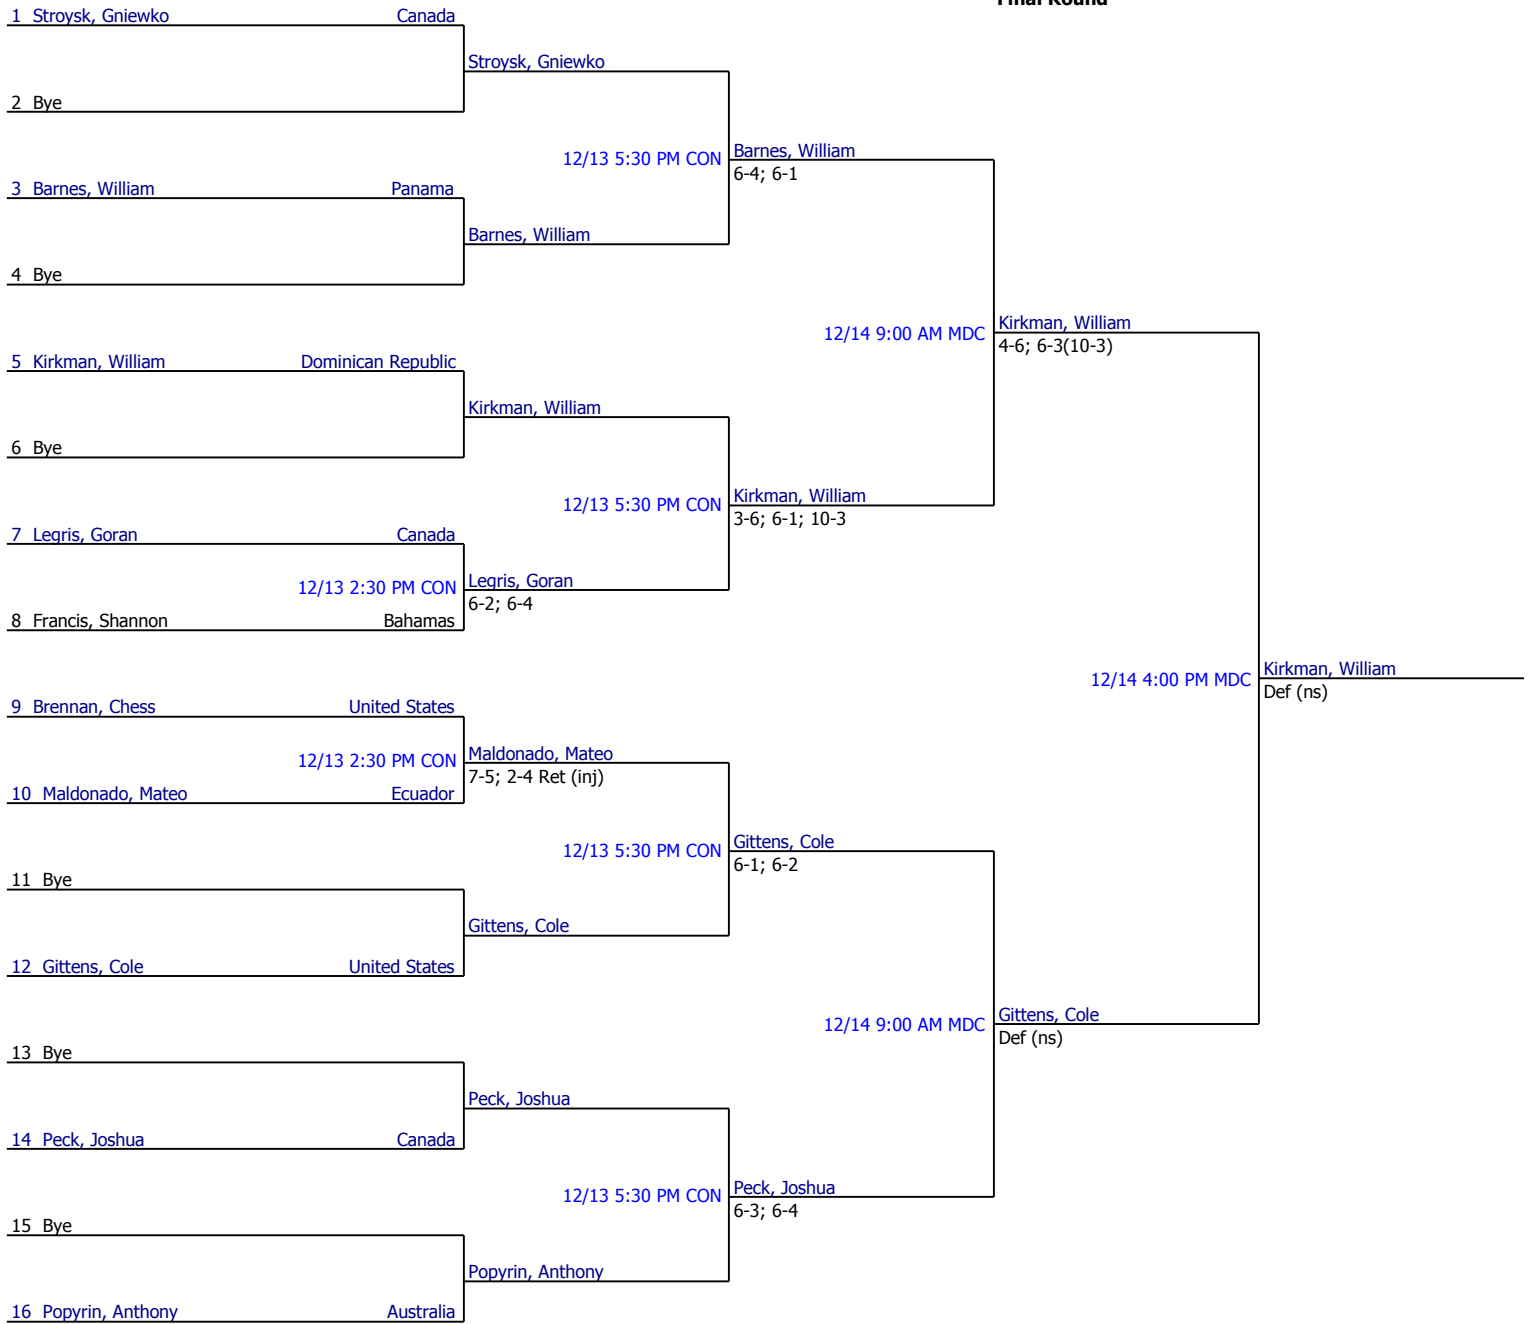 Final Round
1 Stroysk, Gniewko Canada
Stroysk, Gniewko
2 Bye
12/13 5:30 PM CON Barnes, William
6-4; 6-1
3 Barnes, William Panama
Barnes, William
4 Bye
12/14 9:00 AM MDC Kirkman, William
4-6; 6-3(10-3)
5 Kirkman, William Dominican Republic
Kirkman, William
6 Bye
12/13 5:30 PM CON Kirkman, William
3-6; 6-1; 10-3
7 Legris, Goran Canada
12/13 2:30 PM CON Legris, Goran
6-2; 6-4
8 Francis, Shannon Bahamas
12/14 4:00 PM MDC Kirkman, William
Def (ns)
9 Brennan, Chess United States
12/13 2:30 PM CON Maldonado, Mateo
7-5; 2-4 Ret (inj)
10 Maldonado, Mateo Ecuador
12/13 5:30 PM CON Gittens, Cole
6-1; 6-2
11 Bye
Gittens, Cole
12 Gittens, Cole United States
12/14 9:00 AM MDC Gittens, Cole
Def (ns)
13 Bye
Peck, Joshua
14 Peck, Joshua Canada
12/13 5:30 PM CON Peck, Joshua
6-3; 6-4
15 Bye
Popyrin, Anthony
16 Popyrin, Anthony Australia